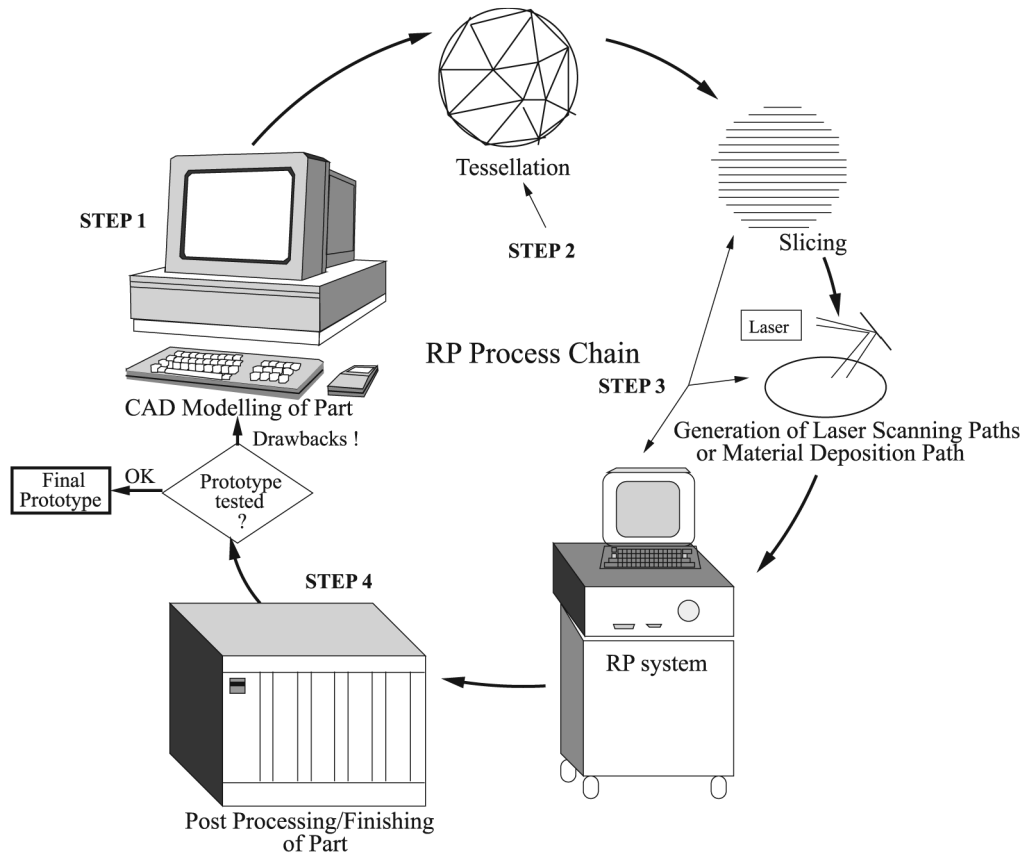 Tessellation
STEP 1
STEP 2
Slicing
Laser
RP Process Chain
STEP 3
CAD Modelling of Part
Generation of Laser Scanning Paths
or Material Deposition Path
Drawbacks !
OK
Final
Prototype
Prototype
tested
?
STEP 4
RP system
Post Processing/Finishing
of Part